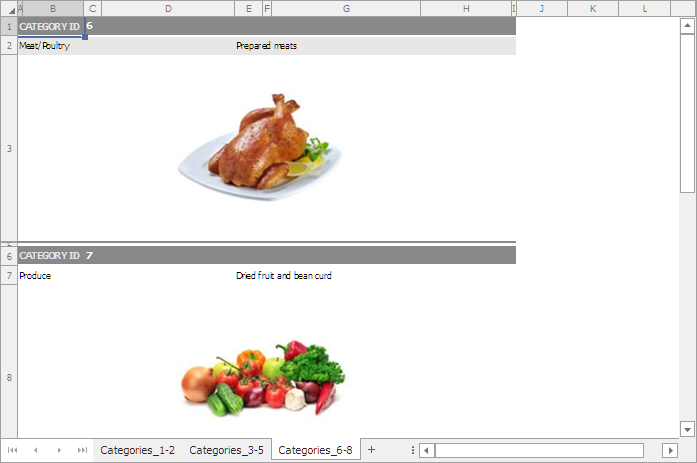 A B C D E F G H I J K L
1 CATEGORY ID 6
2 Meat/Poultry Prepared meats
3
6 CATEGORY ID 7
7 Produce Dried fruit and bean curd
8
Categories_1-2 Categories_3-5 Categories_6-8 +